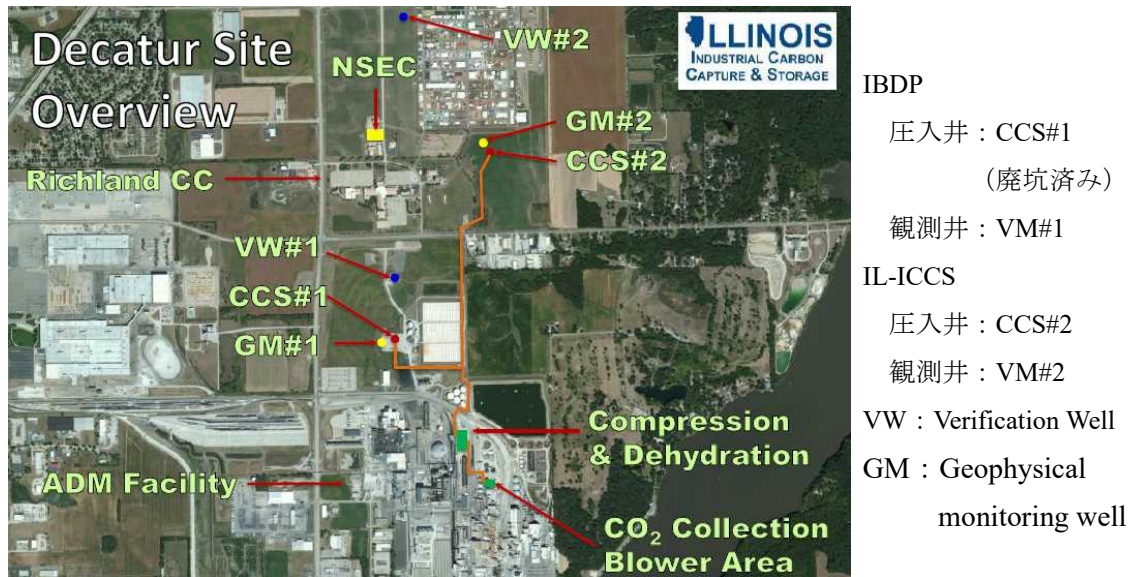 Decatur Site
Overview
VW#2
NSEC
ILLINOIS
INDUSTRIAL CARBON
CAPTURE & STORAGE
GM#2
CCS#2
Richland CC
VW#1
CCS#1
GM#1
Compression
& Dehydration
ADM Facility
CO₂ Collection
Blower Area
IBDP
圧入井：CCS#1
（廃坑済み）
観測井：VM#1
IL-ICCS
圧入井：CCS#2
観測井：VM#2
VW：Verification Well
GM：Geophysical
monitoring well